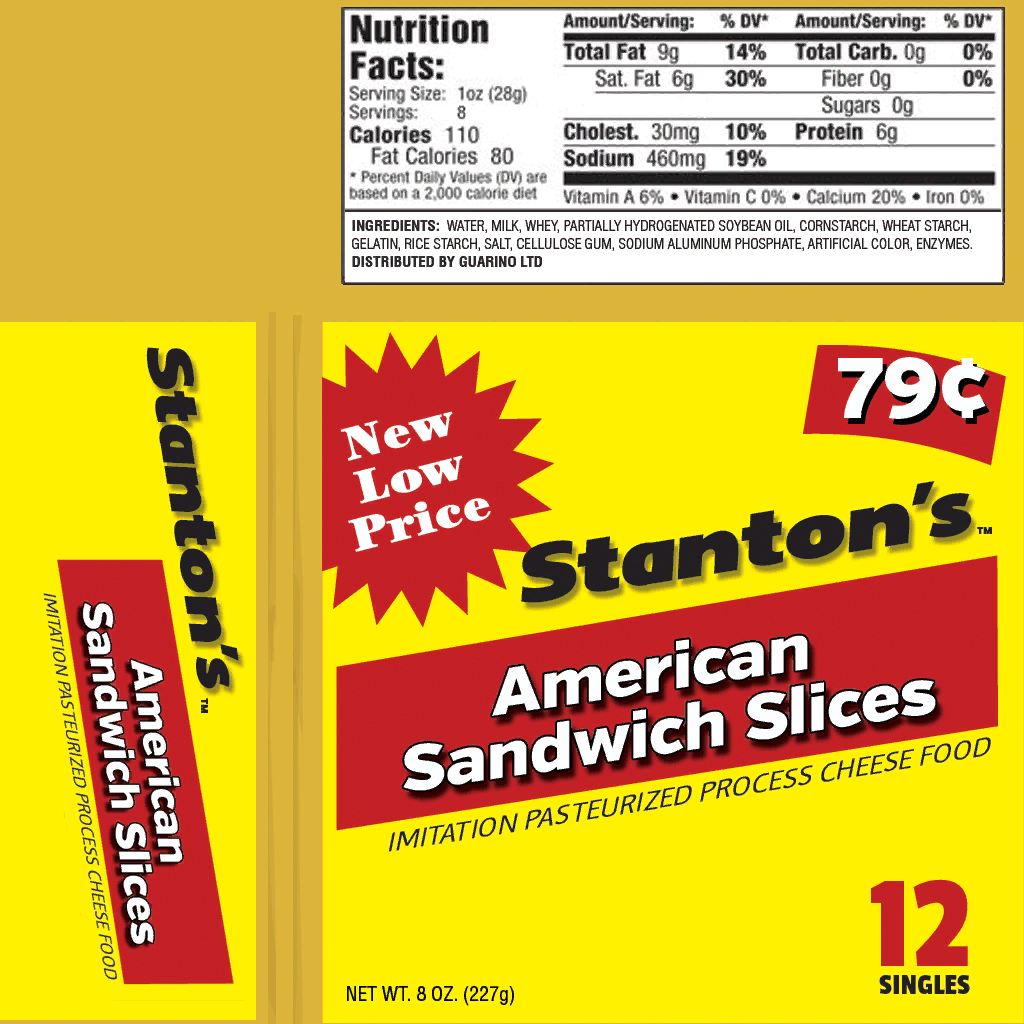 Nutrition
Facts:
Serving Size: 1oz (28g)
Servings: 8
Calories 110
Fat Calories 80
* Percent Daily Values (DV) are
based on a 2,000 calorie diet
Amount/Serving: % DV*
Total Fat 9g 14%
Sat. Fat 6g 30%
Cholest. 30mg 10%
Sodium 460mg 19%
Amount/Serving: % DV*
Total Carb. 0g 0%
Fiber 0g 0%
Sugars 0g
Protein 6g
Vitamin A 6% • Vitamin C 0% • Calcium 20% • Iron 0%
INGREDIENTS: WATER, MILK, WHEY, PARTIALLY HYDROGENATED SOYBEAN OIL, CORNSTARCH, WHEAT STARCH,
GELATIN, RICE STARCH, SALT, CELLULOSE GUM, SODIUM ALUMINUM PHOSPHATE, ARTIFICIAL COLOR, ENZYMES.
DISTRIBUTED BY GUARINO LTD
Stanton's™
American
Sandwich Slices
IMITATION PASTEURIZED PROCESS CHEESE FOOD
New
Low
Price
79¢
Stanton's™
American
Sandwich Slices
IMITATION PASTEURIZED PROCESS CHEESE FOOD
12
SINGLES
NET WT. 8 OZ. (227g)